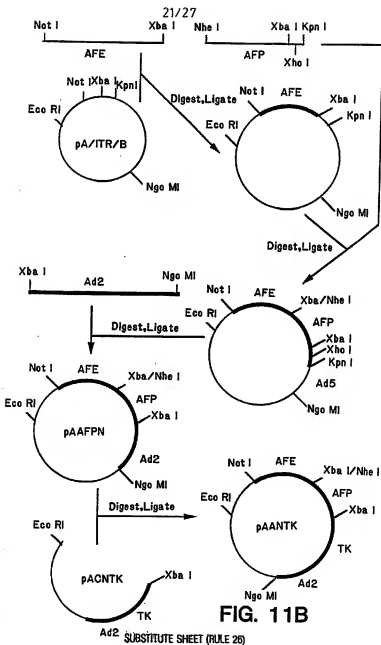 21/27
Not I Xba I Nhe I Xba I Kpn I
AFE AFP
Xho I
Not I Xba I KpnI
Eco RI
pA/ITR/B
Ngo MI
Digest,Ligate
Not I AFE Xba I
Kpn I
Eco RI
Ngo MI
Digest,Ligate
Xba I Ad2 Ngo MI
Digest,Ligate
Not I AFE Xba/Nhe I
Eco RI AFP
Xba I
Xho I
Kpn I
Ad5
Ngo MI
Not I AFE Xba/Nhe I
Eco RI AFP
pAAFPN Xba I
Ad2
Ngo MI
Digest,Ligate
Eco RI
pACNTK
Xba I
TK
Ad2
Not I AFE Xba I/Nhe I
Eco RI AFP
pAANTK Xba I
TK
Ngo MI Ad2
FIG. 11B
SUBSTITUTE SHEET (RULE 26)